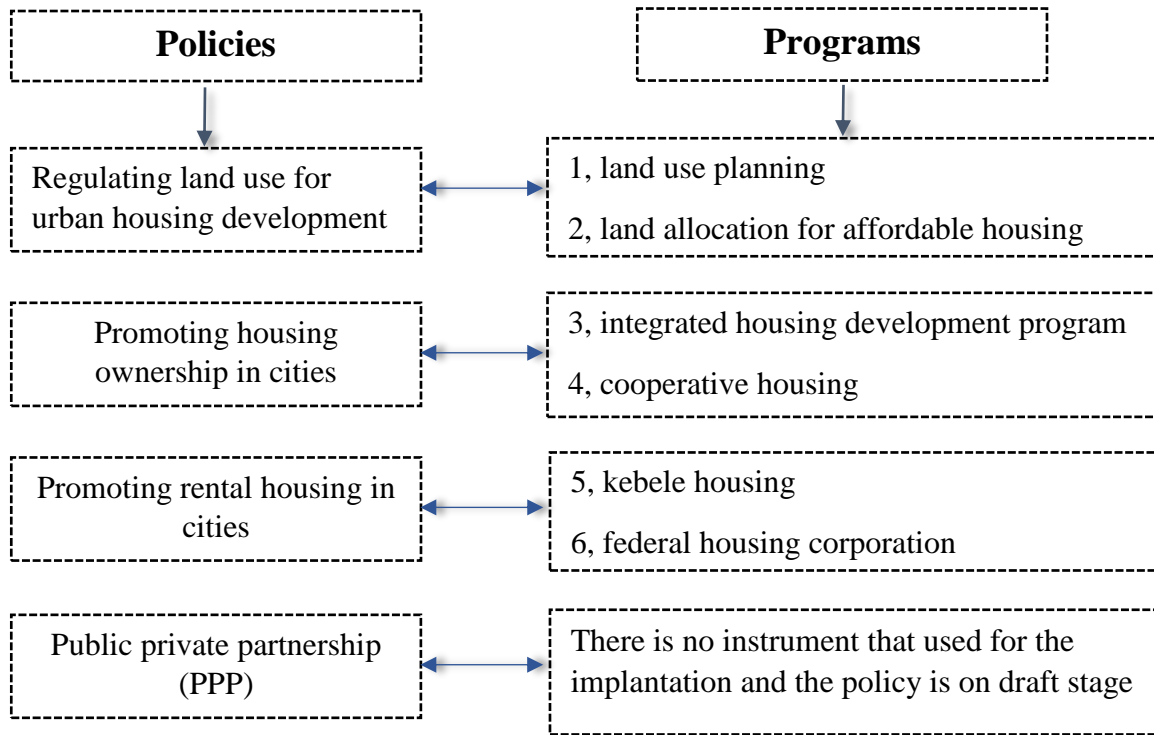 Policies
Programs
Regulating land use for
urban housing development
1, land use planning
2, land allocation for affordable housing
Promoting housing
ownership in cities
3, integrated housing development program
4, cooperative housing
Promoting rental housing in
cities
5, kebele housing
6, federal housing corporation
Public private partnership
(PPP)
There is no instrument that used for the
implantation and the policy is on draft stage